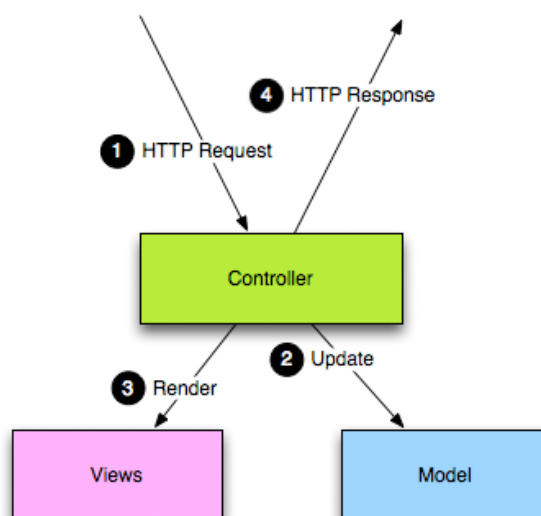 4 HTTP Response
1 HTTP Request
Controller
2 Update
3 Render
Views
Model